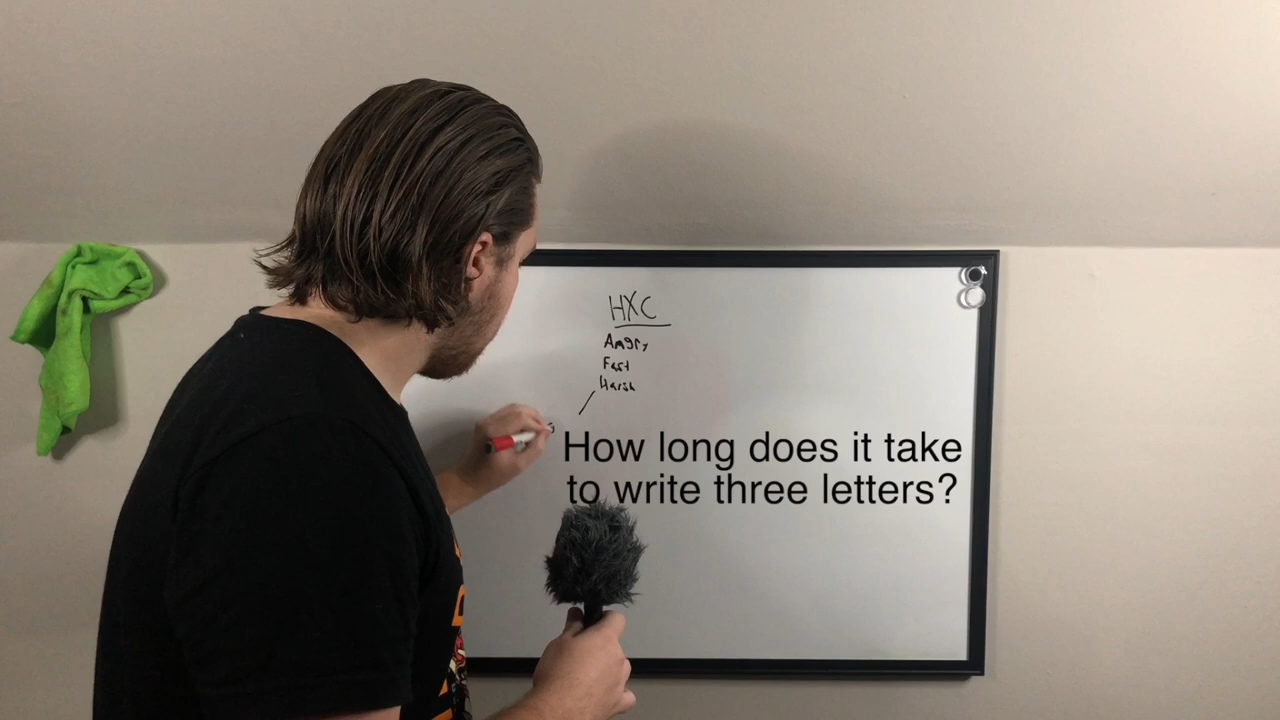 HXC
Angry
Fast
Harsh
How long does it take
to write three letters?